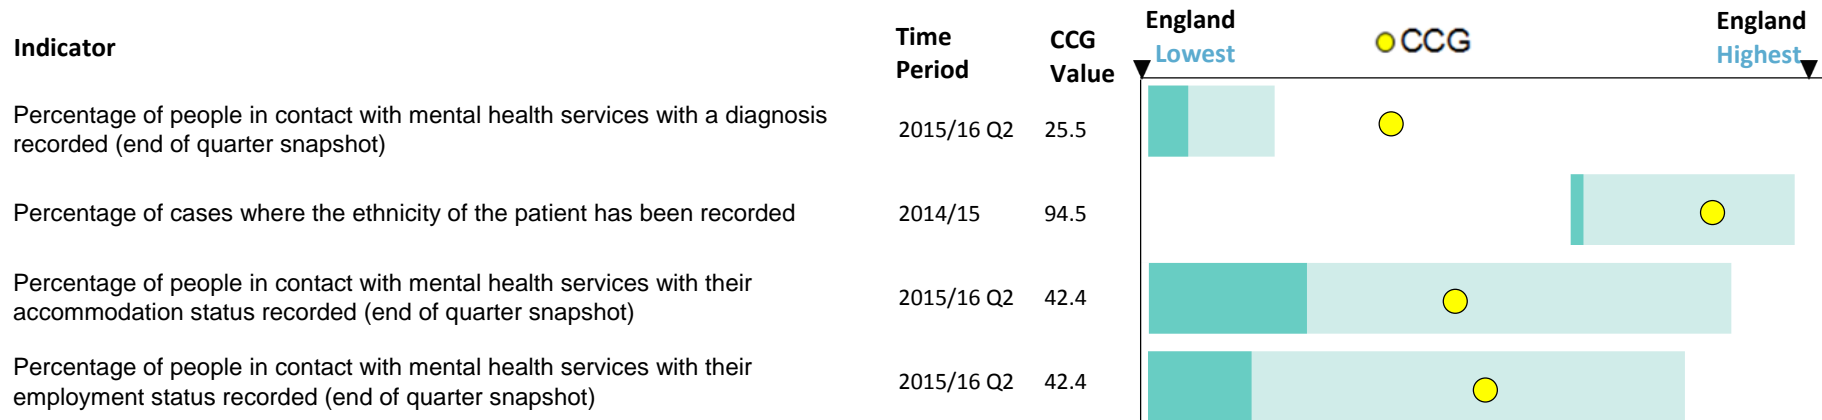 Indicator
Time
Period
CCG
Value
England
Lowest
CCG
England
Highest
Percentage of people in contact with mental health services with a diagnosis
recorded (end of quarter snapshot)
2015/16 Q2
25.5
Percentage of cases where the ethnicity of the patient has been recorded
2014/15
94.5
Percentage of people in contact with mental health services with their
accommodation status recorded (end of quarter snapshot)
2015/16 Q2
42.4
Percentage of people in contact with mental health services with their
employment status recorded (end of quarter snapshot)
2015/16 Q2
42.4